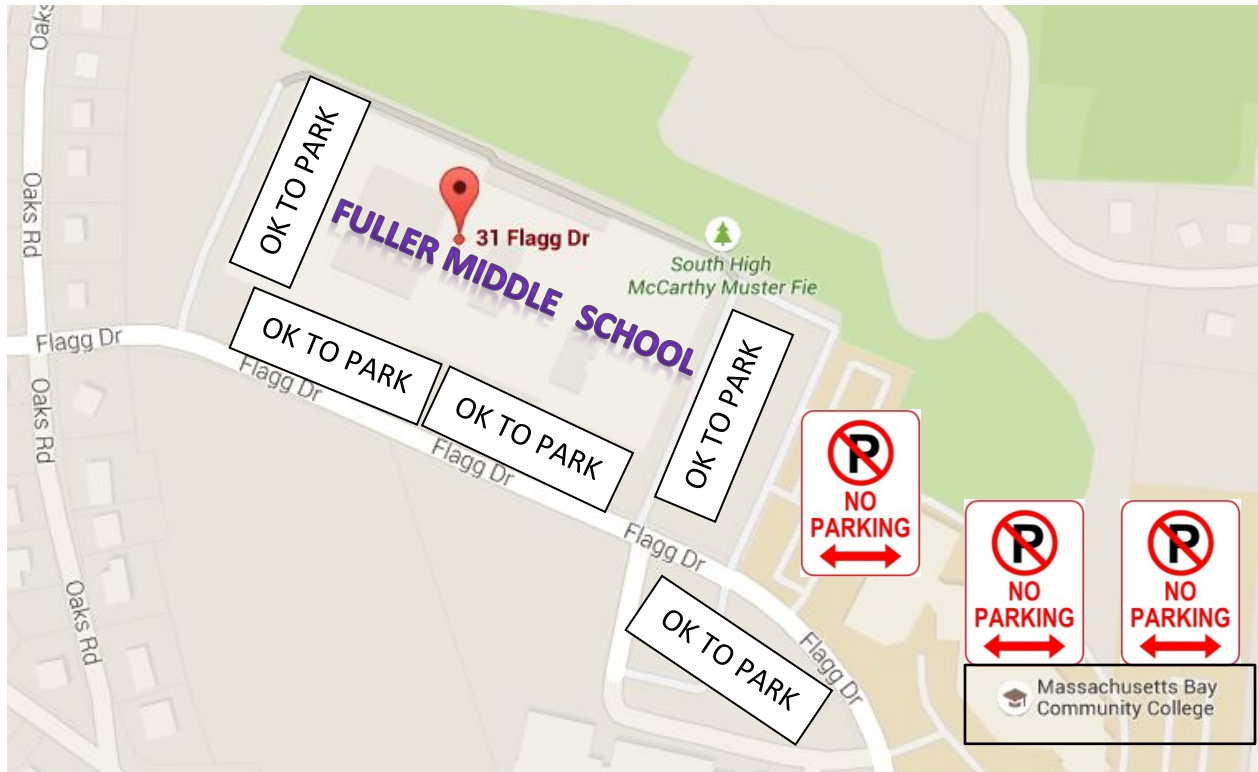 Oaks
Oaks Rd
OK TO PARK
FULLER MIDDLE SCHOOL
31 Flagg Dr
South High
McCarthy Muster Fie
Flagg Dr
OK TO PARK
Flagg Dr
OK TO PARK
OK TO PARK
Oaks Rd
Flagg Dr
P
NO
PARKING
P
NO
PARKING
P
NO
PARKING
Flagg Dr
Oaks Rd
OK TO PARK
Flagg Dr
Massachusetts Bay
Community College